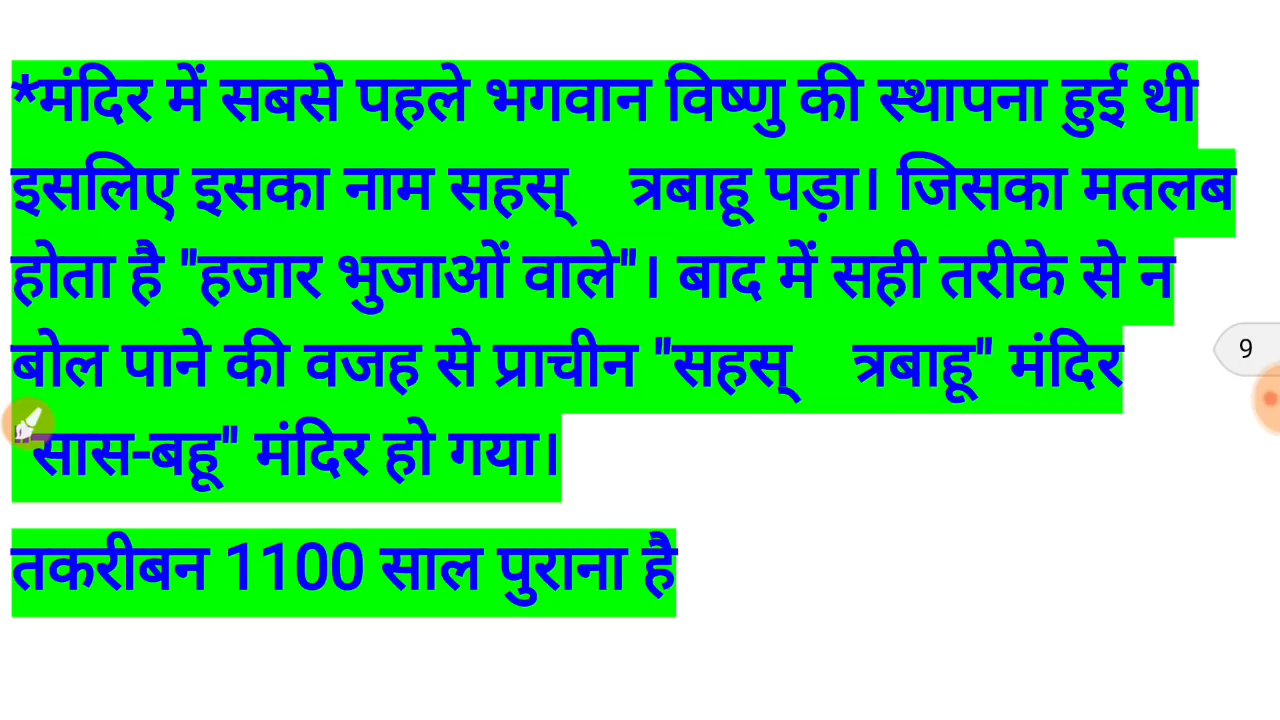 *मंदिर में सबसे पहले भगवान विष्णु की स्थापना हुई थी
इसलिए इसका नाम सहस् त्रबाहू पड़ा। जिसका मतलब
होता है "हजार भुजाओं वाले"। बाद में सही तरीके से न
बोल पाने की वजह से प्राचीन "सहस् त्रबाहू" मंदिर
"सास-बहू" मंदिर हो गया।
तकरीबन 1100 साल पुराना है
9